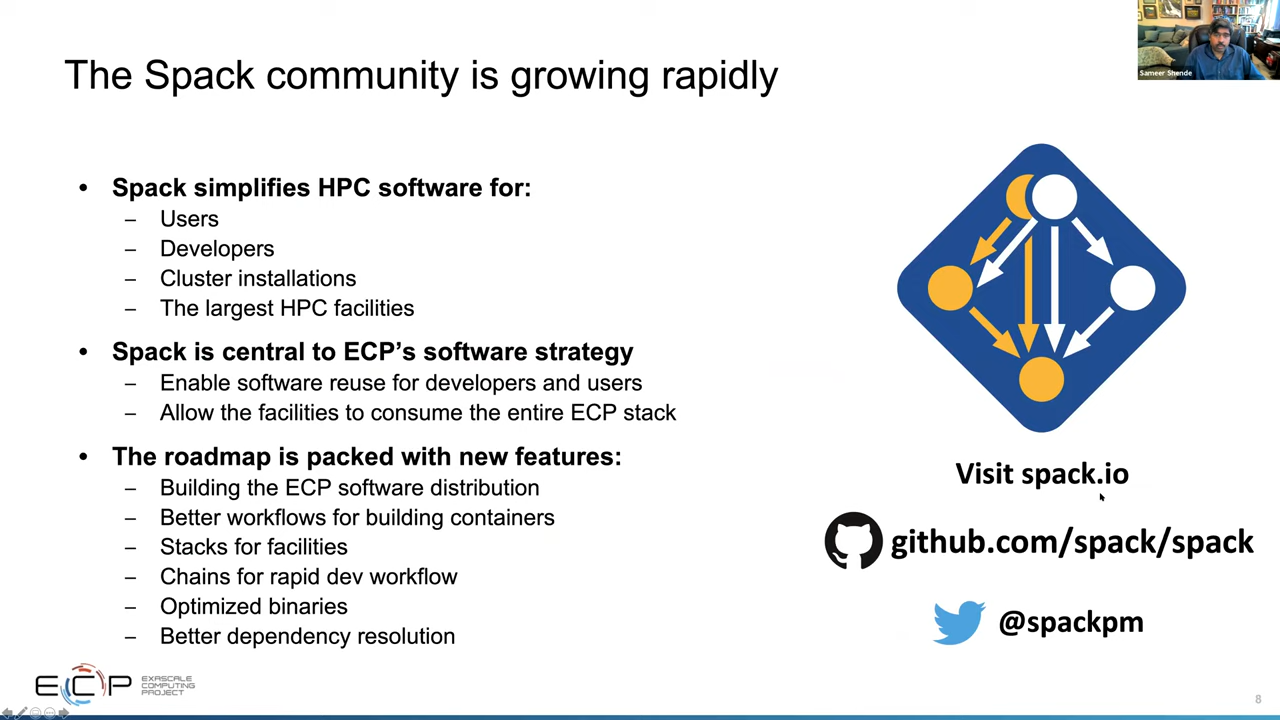 Sameer Shende
The Spack community is growing rapidly
• Spack simplifies HPC software for:
– Users
– Developers
– Cluster installations
– The largest HPC facilities
• Spack is central to ECP’s software strategy
– Enable software reuse for developers and users
– Allow the facilities to consume the entire ECP stack
• The roadmap is packed with new features:
– Building the ECP software distribution
– Better workflows for building containers
– Stacks for facilities
– Chains for rapid dev workflow
– Optimized binaries
– Better dependency resolution
Visit spack.io
github.com/spack/spack
@spackpm
ECP
EXASCALE
COMPUTING
PROJECT
8